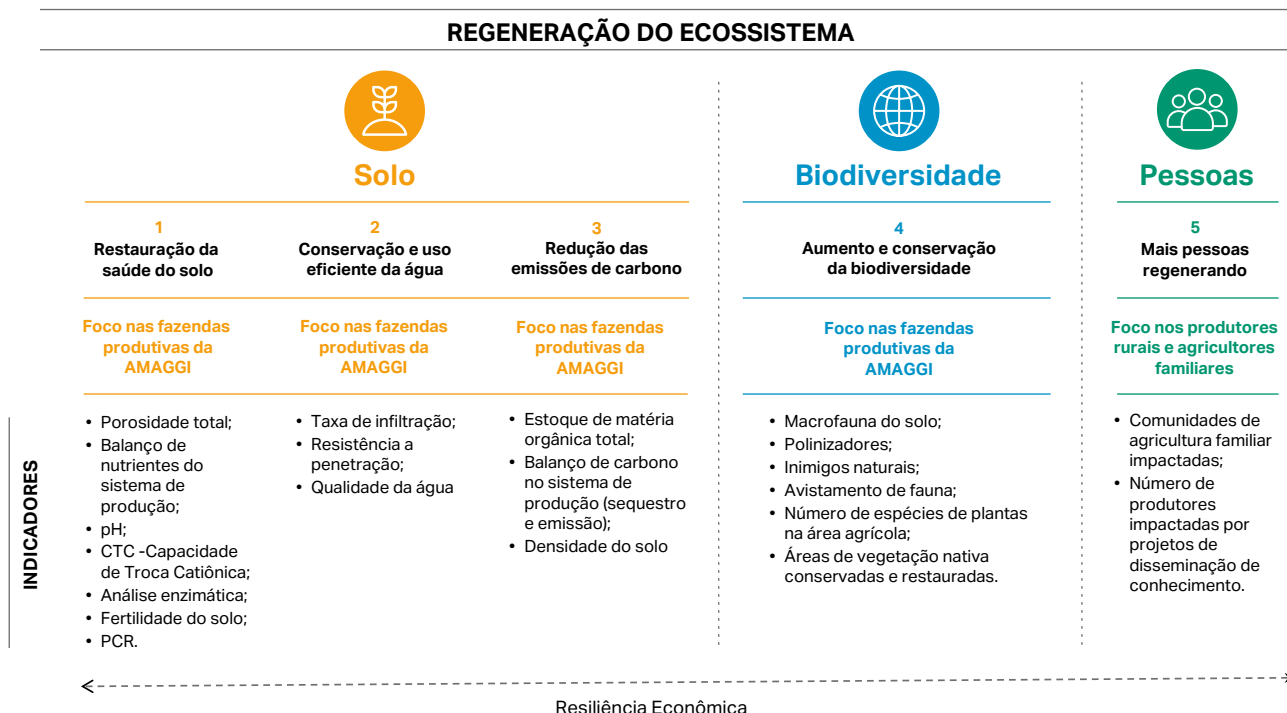 REGENERAÇÃO DO ECOSSISTEMA
Solo
1
Restauração da
saúde do solo
Foco nas fazendas
produtivas da
AMAGGI
2
Conservação e uso
eficiente da água
Foco nas fazendas
produtivas da
AMAGGI
3
Redução das
emissões de carbono
Foco nas fazendas
produtivas da
AMAGGI
Biodiversidade
4
Aumento e conservação
da biodiversidade
Foco nas fazendas
produtivas da
AMAGGI
Pessoas
5
Mais pessoas
regenerando
Foco nos produtores
rurais e agricultores
familiares
INDICADORES
• Porosidade total;
• Balanço de
nutrientes do
sistema de
produção;
• pH;
• CTC -Capacidade
de Troca Catiônica;
• Análise enzimática;
• Fertilidade do solo;
• PCR.
• Taxa de infiltração;
• Resistência a
penetração;
• Qualidade da água
• Estoque de matéria
orgânica total;
• Balanço de carbono
no sistema de
produção (sequestro
e emissão);
• Densidade do solo
• Macrofauna do solo;
• Polinizadores;
• Inimigos naturais;
• Avistamento de fauna;
• Número de espécies de plantas
na área agrícola;
• Áreas de vegetação nativa
conservadas e restauradas.
• Comunidades de
agricultura familiar
impactadas;
• Número de
produtores
impactadas por
projetos de
disseminação de
conhecimento.
Resiliência Econômica